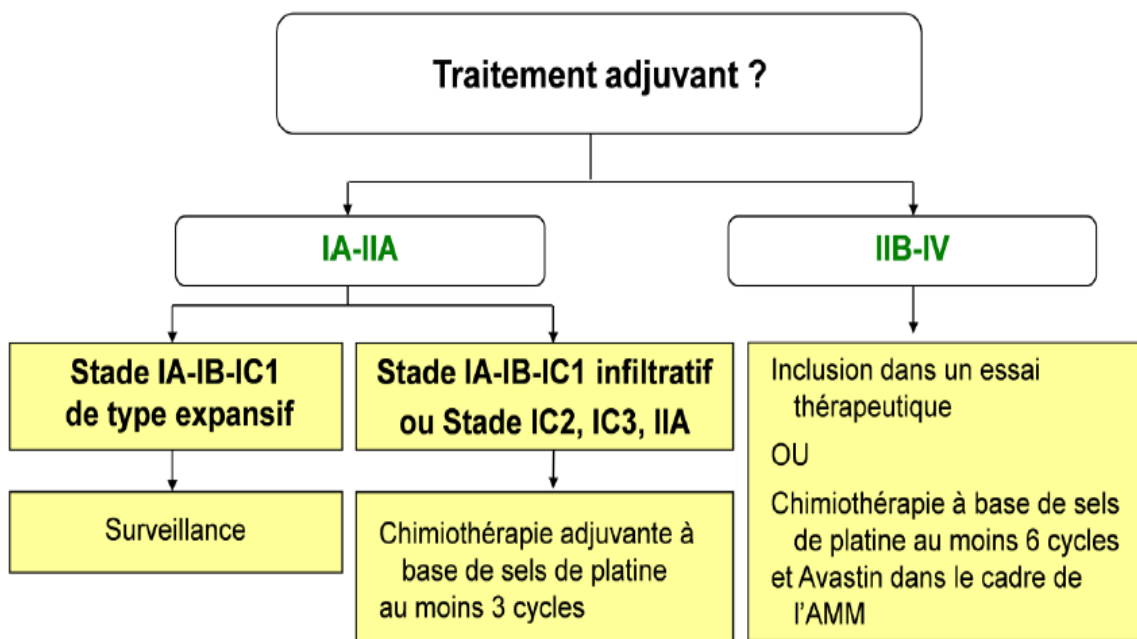 Traitement adjuvant ?
IA-IIA
IIB-IV
Stade IA-IB-IC1
de type expansif
Stade IA-IB-IC1 infiltratif
ou Stade IC2, IC3, IIA
Inclusion dans un essai
thérapeutique
OU
Chimiothérapie à base de sels
de platine au moins 6 cycles
et Avastin dans le cadre de
l'AMM
Surveillance
Chimiothérapie adjuvante à
base de sels de platine
au moins 3 cycles